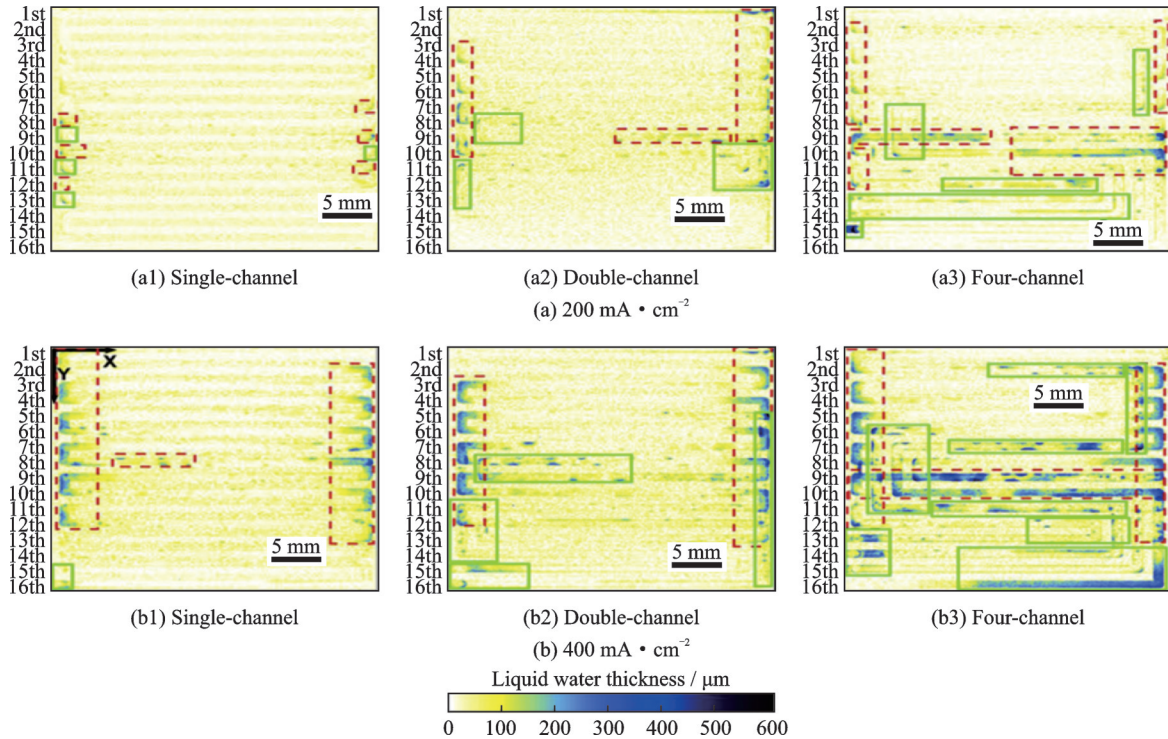 1st
2nd
3rd
4th
5th
6th
7th
8th
9th
10th
11th
12th
13th
14th
15th
16th
5 mm
(a1) Single-channel
1st
2nd
3rd
4th
5th
6th
7th
8th
9th
10th
11th
12th
13th
14th
15th
16th
5 mm
(a2) Double-channel
1st
2nd
3rd
4th
5th
6th
7th
8th
9th
10th
11th
12th
13th
14th
15th
16th
5 mm
(a3) Four-channel
(a) 200 mA • cm⁻²
1st
2nd
3rd
4th
5th
6th
7th
8th
9th
10th
11th
12th
13th
14th
15th
16th
X
Y
5 mm
(b1) Single-channel
1st
2nd
3rd
4th
5th
6th
7th
8th
9th
10th
11th
12th
13th
14th
15th
16th
5 mm
(b2) Double-channel
1st
2nd
3rd
4th
5th
6th
7th
8th
9th
10th
11th
12th
13th
14th
15th
16th
5 mm
(b3) Four-channel
(b) 400 mA • cm⁻²
Liquid water thickness / μm
0 100 200 300 400 500 600